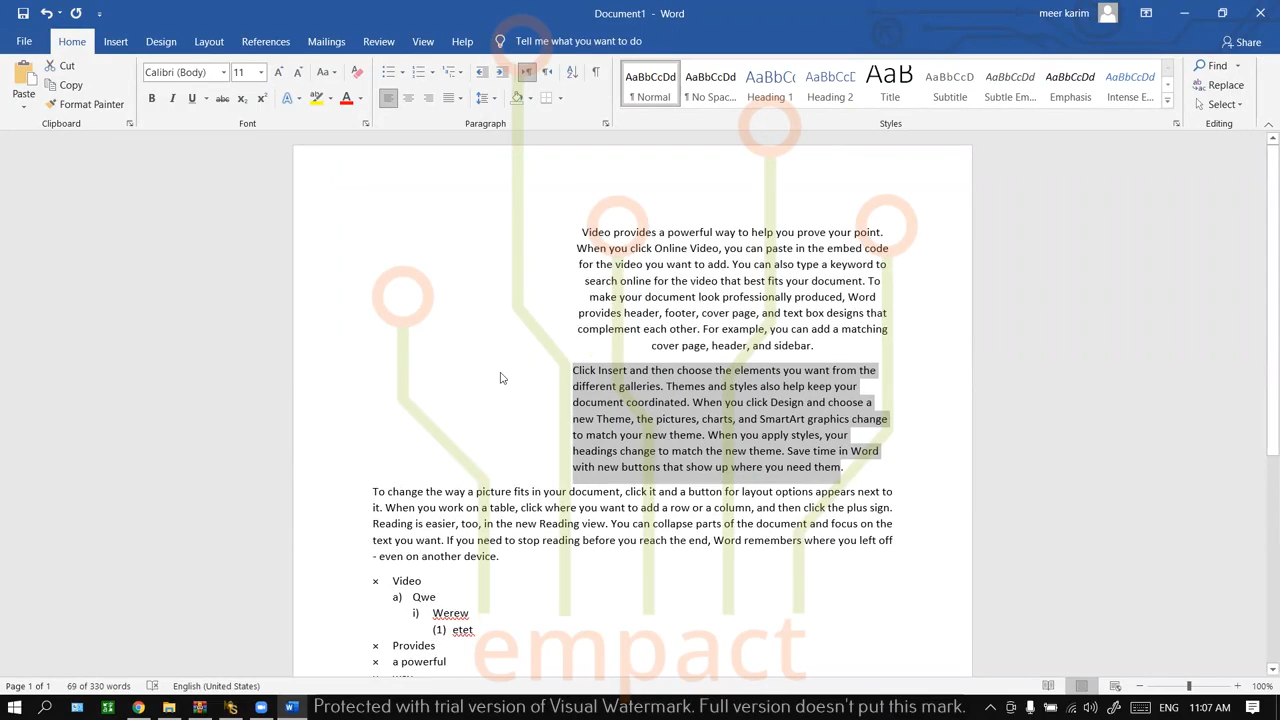 Document1 - Word
meer karim
File Home Insert Design Layout References Mailings Review View Help Tell me what you want to do
Share
Paste
Cut
Copy
Format Painter
Clipboard
Calibri (Body) 11
Font
Paragraph
AaBbCcDd AaBbCcDd AaBbCc AaBbCcD AaB AaBbCcD AaBbCcDd AaBbCcDd AaBbCcDd
¶ Normal ¶ No Spac... Heading 1 Heading 2 Title Subtitle Subtle Em... Emphasis Intense E...
Styles
Find
Replace
Select
Editing
Video provides a powerful way to help you prove your point.
When you click Online Video, you can paste in the embed code
for the video you want to add. You can also type a keyword to
search online for the video that best fits your document. To
make your document look professionally produced, Word
provides header, footer, cover page, and text box designs that
complement each other. For example, you can add a matching
cover page, header, and sidebar.
Click Insert and then choose the elements you want from the
different galleries. Themes and styles also help keep your
document coordinated. When you click Design and choose a
new Theme, the pictures, charts, and SmartArt graphics change
to match your new theme. When you apply styles, your
headings change to match the new theme. Save time in Word
with new buttons that show up where you need them.
To change the way a picture fits in your document, click it and a button for layout options appears next to
it. When you work on a table, click where you want to add a row or a column, and then click the plus sign.
Reading is easier, too, in the new Reading view. You can collapse parts of the document and focus on the
text you want. If you need to stop reading before you reach the end, Word remembers where you left off
- even on another device.
× Video
a) Qwe
i) Werew
(1) etet
× Provides
× a powerful
empact
Page 1 of 1 69 of 330 words English (United States) 100%
Protected with trial version of Visual Watermark. Full version doesn't put this mark.
ENG 11:07 AM